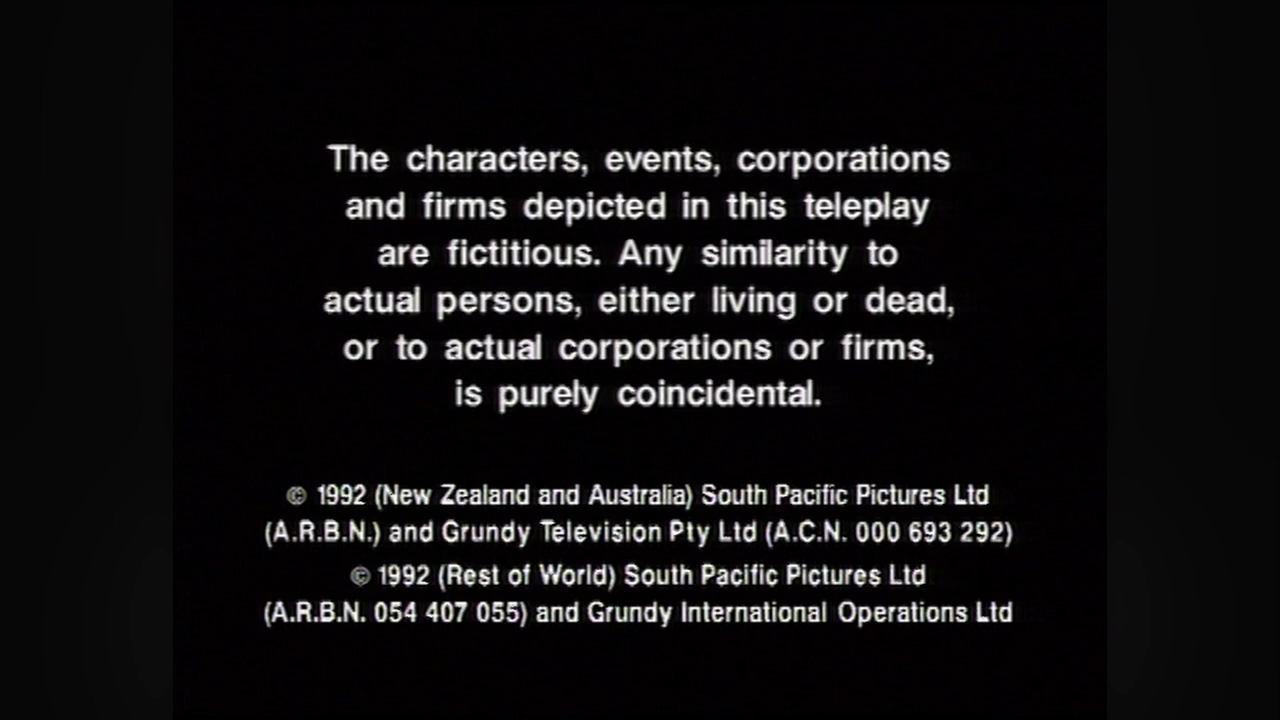 The characters, events, corporations
and firms depicted in this teleplay
are fictitious. Any similarity to
actual persons, either living or dead,
or to actual corporations or firms,
is purely coincidental.
© 1992 (New Zealand and Australia) South Pacific Pictures Ltd
(A.R.B.N.) and Grundy Television Pty Ltd (A.C.N. 000 693 292)
© 1992 (Rest of World) South Pacific Pictures Ltd
(A.R.B.N. 054 407 055) and Grundy International Operations Ltd